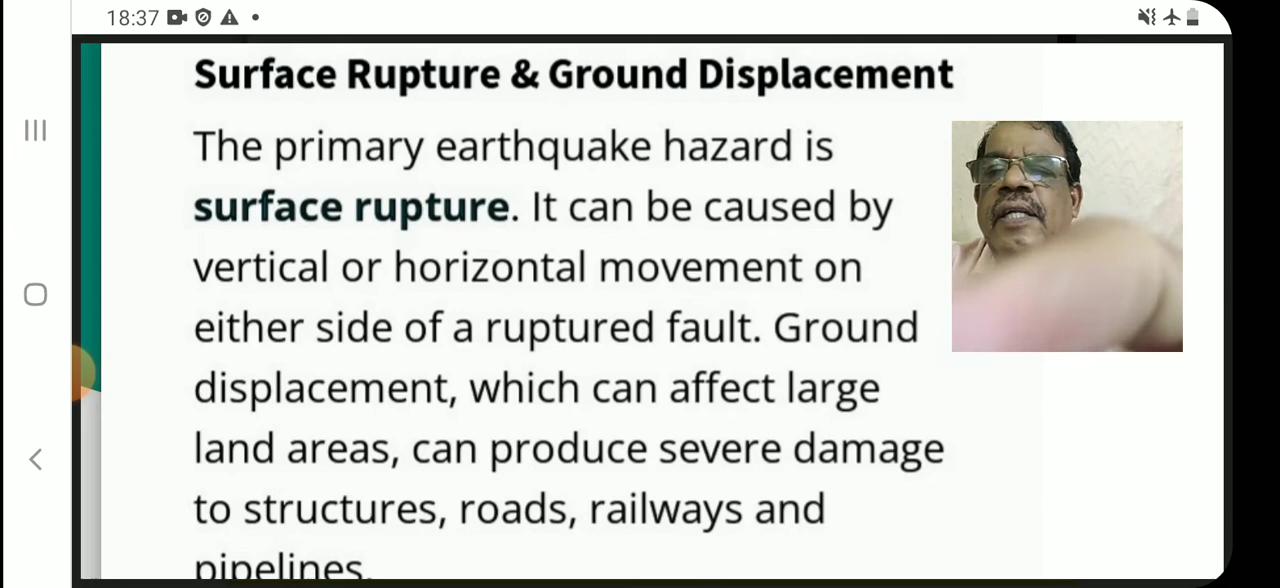 18:37
Surface Rupture & Ground Displacement
The primary earthquake hazard is
surface rupture. It can be caused by
vertical or horizontal movement on
either side of a ruptured fault. Ground
displacement, which can affect large
land areas, can produce severe damage
to structures, roads, railways and
pipelines.